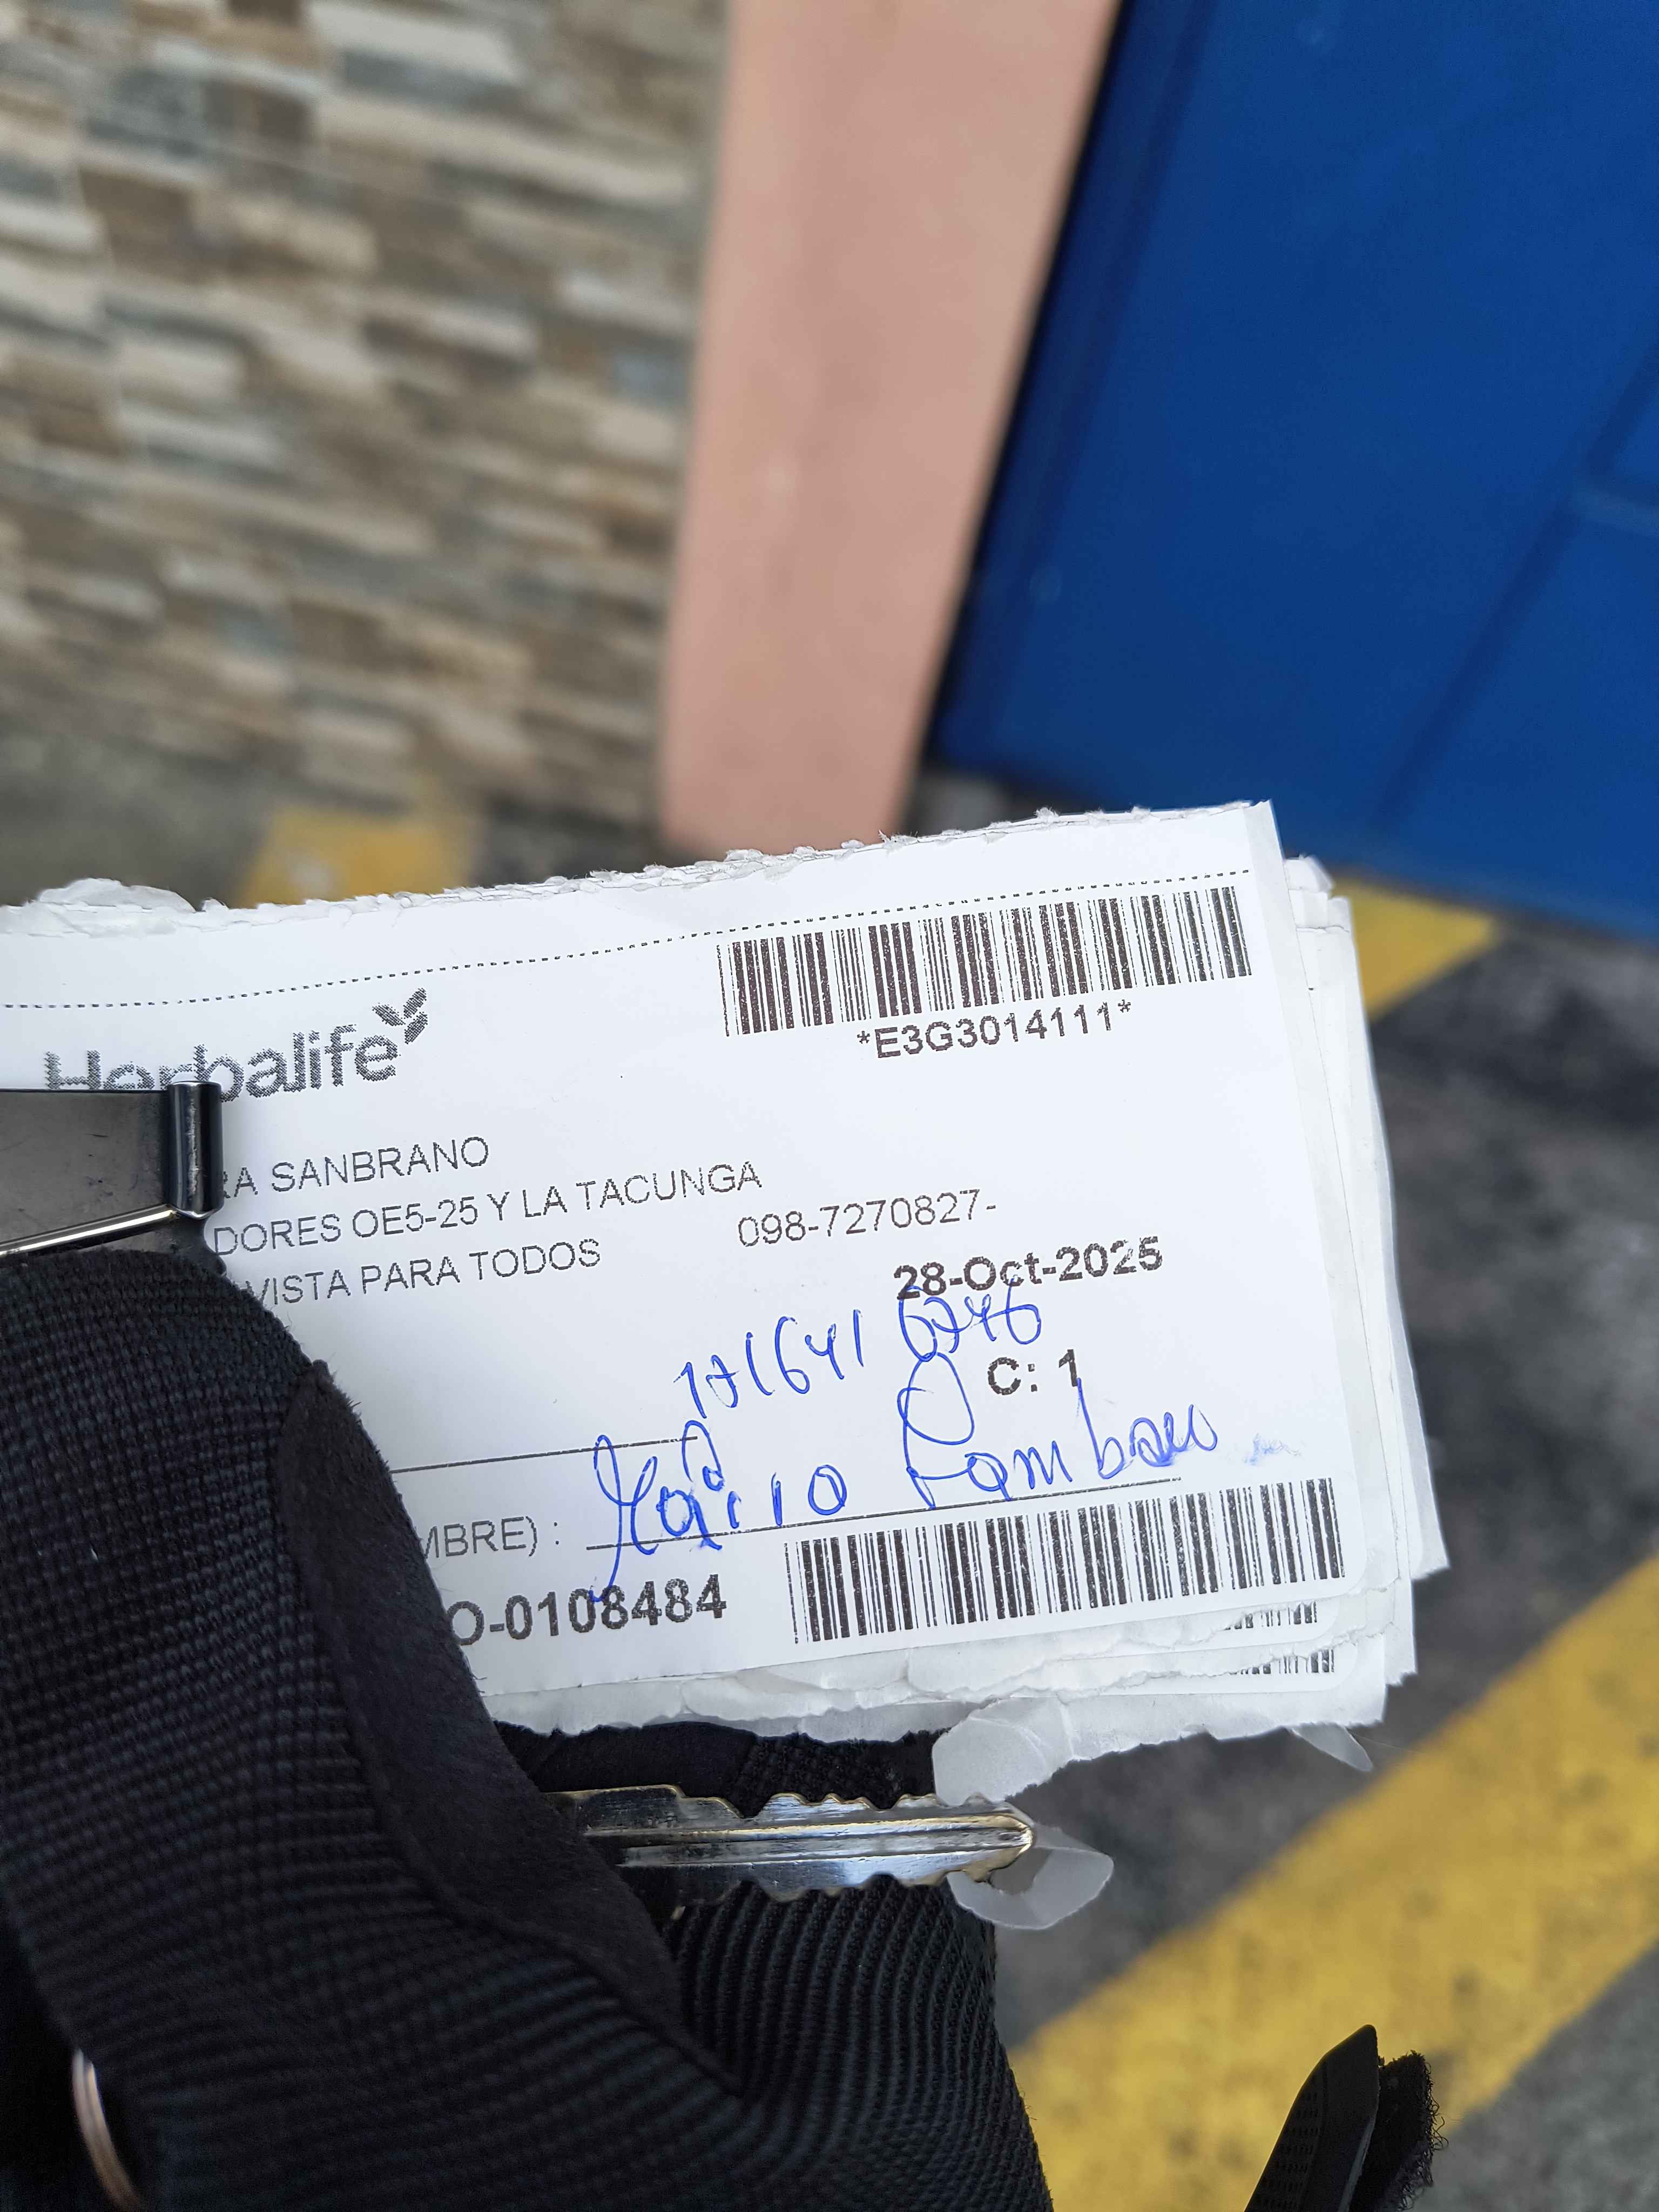 *E3G3014111*
Herbalife
RA SANBRANO
DORES OE5-25 Y LA TACUNGA
098-7270827-
VISTA PARA TODOS
28-Oct-2025
C: 1
MBRE) :
O-0108484